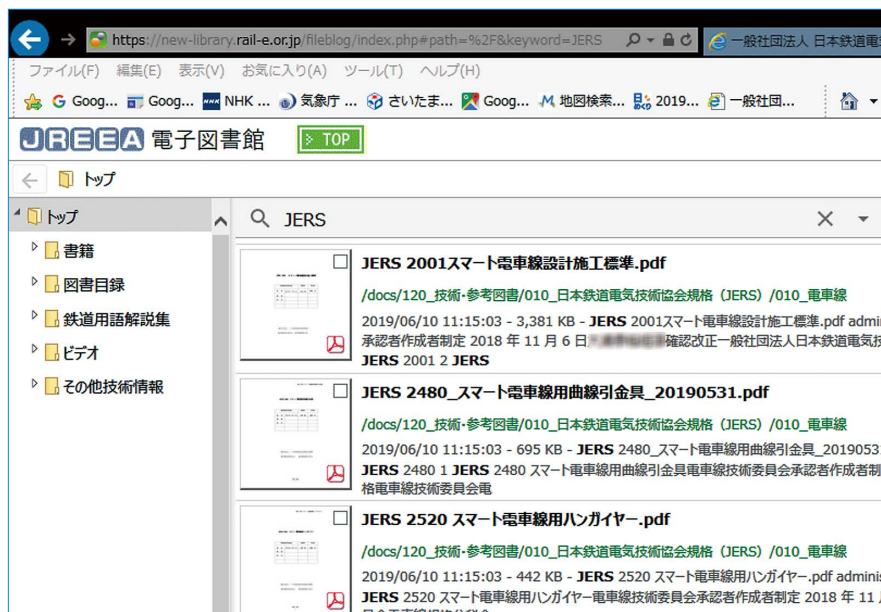 https://new-library.rail-e.or.jp/fileblog/index.php#path=%2F&keyword=JERS
一般社団法人 日本鉄道電
ファイル(F) 編集(E) 表示(V) お気に入り(A) ツール(T) ヘルプ(H)
Goog... Goog... NHK ... 気象庁 ... さいたま... Goog... 地図検索... 2019... 一般社団...
JREEA 電子図書館 TOP
トップ
トップ
書籍
図書目録
鉄道用語解説集
ビデオ
その他技術情報
JERS
JERS 2001スマート電車線設計施工標準.pdf
/docs/120_技術・参考図書/010_日本鉄道電気技術協会規格（JERS）/010_電車線
2019/06/10 11:15:03 - 3,381 KB - JERS 2001スマート電車線設計施工標準.pdf admi
承認者作成者制定 2018 年 11 月 6 日 確認改正一般社団法人日本鉄道電気技
JERS 2001 2 JERS
JERS 2480_スマート電車線用曲線引金具_20190531.pdf
/docs/120_技術・参考図書/010_日本鉄道電気技術協会規格（JERS）/010_電車線
2019/06/10 11:15:03 - 695 KB - JERS 2480_スマート電車線用曲線引金具_2019053
JERS 2480 1 JERS 2480 スマート電車線用曲線引金具電車線技術委員会承認者作成者制
格電車線技術委員会電
JERS 2520 スマート電車線用ハンガイヤー.pdf
/docs/120_技術・参考図書/010_日本鉄道電気技術協会規格（JERS）/010_電車線
2019/06/10 11:15:03 - 442 KB - JERS 2520 スマート電車線用ハンガイヤー.pdf admini
JERS 2520 スマート電車線用ハンガイヤー電車線技術委員会承認者作成者制定 2018 年 11